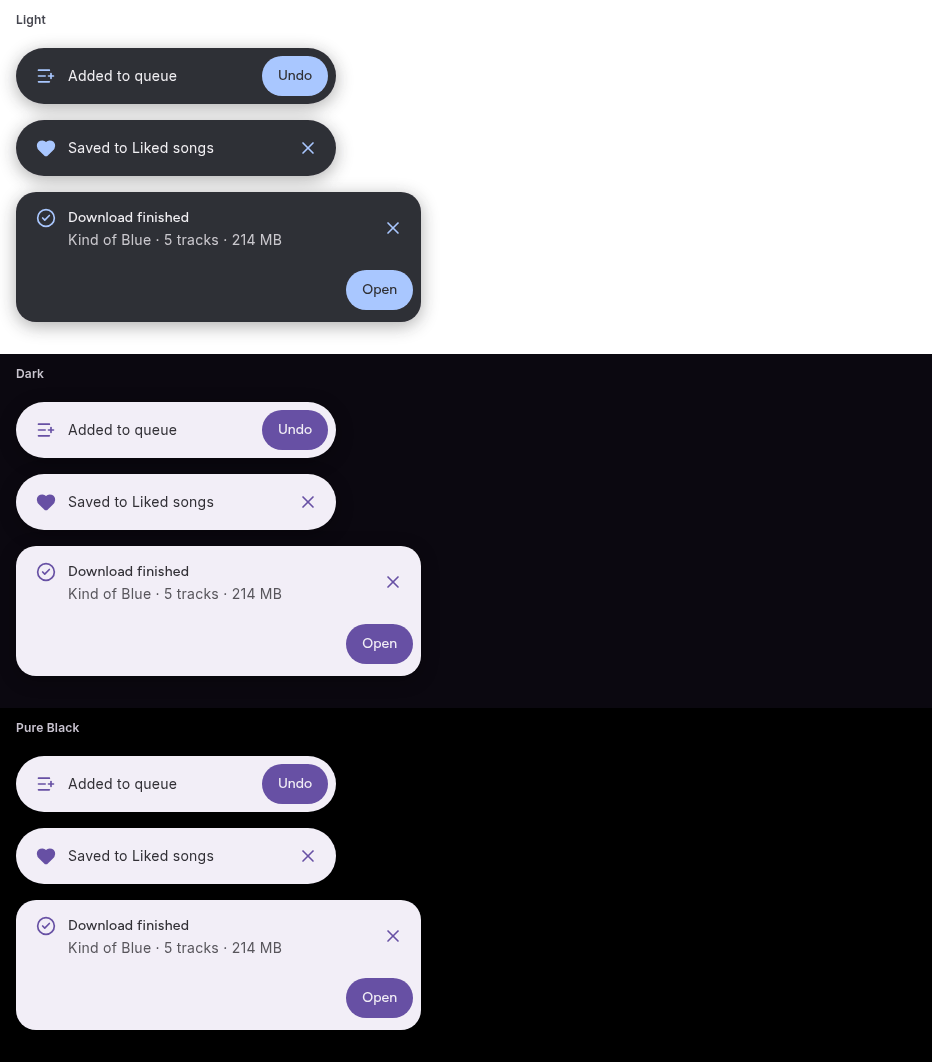 Light
Added to queue
Undo
Saved to Liked songs
Download finished
Kind of Blue · 5 tracks · 214 MB
Open
Dark
Added to queue
Undo
Saved to Liked songs
Download finished
Kind of Blue · 5 tracks · 214 MB
Open
Pure Black
Added to queue
Undo
Saved to Liked songs
Download finished
Kind of Blue · 5 tracks · 214 MB
Open